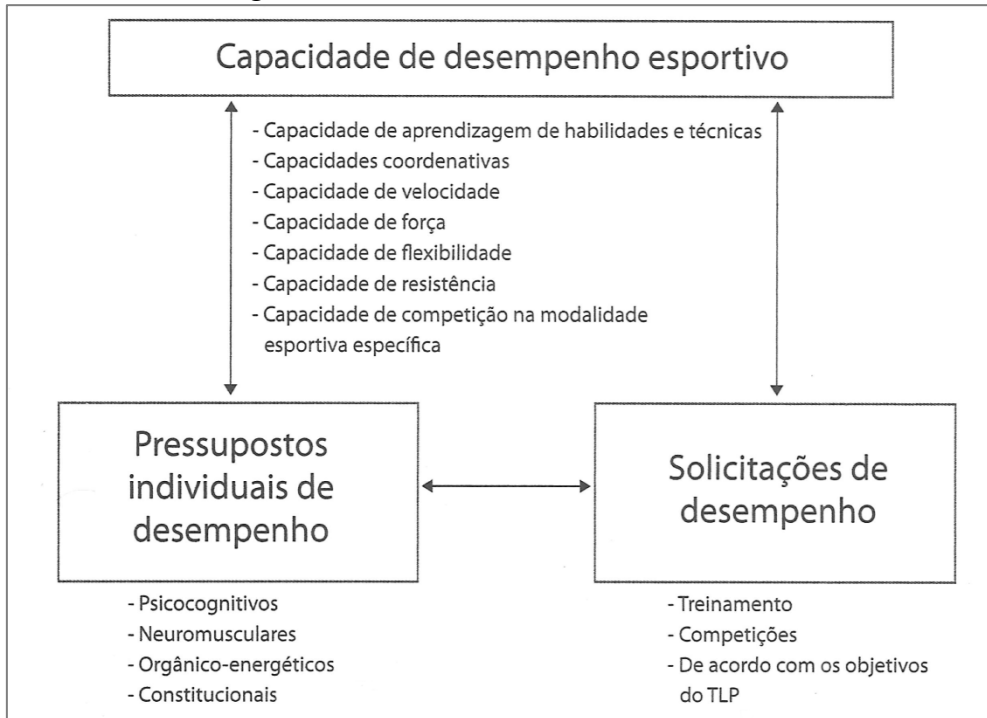 Capacidade de desempenho esportivo
- Capacidade de aprendizagem de habilidades e técnicas
- Capacidades coordenativas
- Capacidade de velocidade
- Capacidade de força
- Capacidade de flexibilidade
- Capacidade de resistência
- Capacidade de competição na modalidade
esportiva específica
Pressupostos
individuais de
desempenho
Solicitações de
desempenho
- Psicocognitivos
- Neuromusculares
- Orgânico-energéticos
- Constitucionais
- Treinamento
- Competições
- De acordo com os objetivos
do TLP